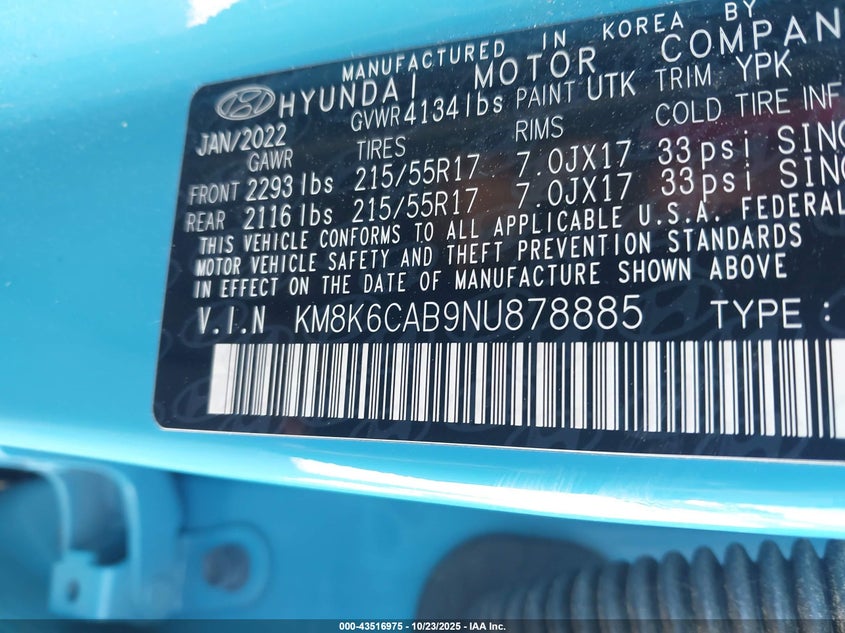 MANUFACTURED IN KOREA BY
HYUNDAI MOTOR COMPAN
JAN/2022 GVWR 4134 lbs PAINT UTK TRIM YPK
GAWR TIRES RIMS COLD TIRE INF
FRONT 2293 lbs 215/55R17 7.0JX17 33psi SING
REAR 2116 lbs 215/55R17 7.0JX17 33psi SING
THIS VEHICLE CONFORMS TO ALL APPLICABLE U.S.A. FEDERAL
MOTOR VEHICLE SAFETY AND THEFT PREVENTION STANDARDS
IN EFFECT ON THE DATE OF MANUFACTURE SHOWN ABOVE
V.I.N KM8K6CAB9NU878885 TYPE:
000-43516975 - 10/23/2025 - IAA Inc.